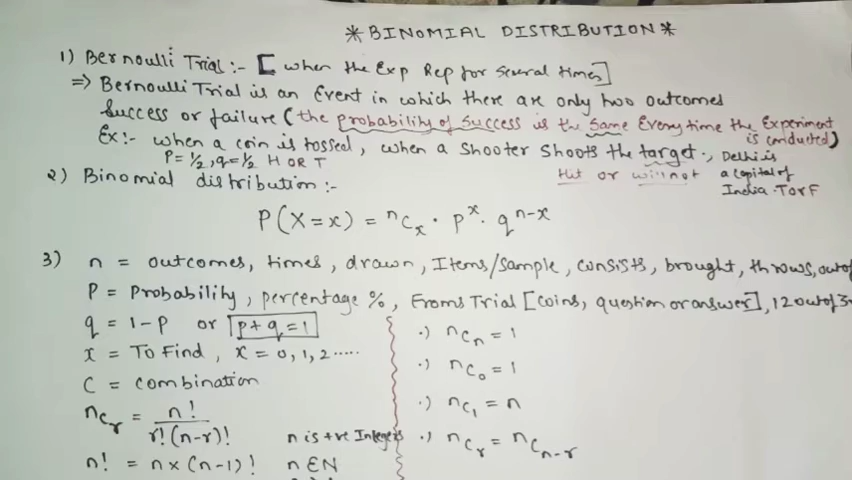 *BINOMIAL DISTRIBUTION*
1) Bernoulli Trial :- [ when the Exp Rep for several times]
⇒ Bernoulli Trial is an Event in which there are only two outcomes
Success or failure ( the probability of success is the same Every time the Experiment is conducted)
Ex:- when a coin is tossed, when a shooter shoots the target., Delhi is a capital of India. T or F
P= 1/2, q= 1/2 H OR T
Hit or will not
2) Binomial distribution :-
P(X=x) = ⁿCₓ · pˣ · qⁿ⁻ˣ
3) n = outcomes, times, drawn, Items/sample, consists, brought, throws, out of
P = Probability, percentage %, From Trial [coins, question or answer], 12 out of 3
q = 1-p or p+q=1
x = To Find, x = 0, 1, 2 .....
C = combination
nCr = n! / r!(n-r)!
n is +ve Integers
n! = n×(n-1)! n∈N
·) nCn = 1
·) nC0 = 1
·) nC1 = n
·) nCr = nCn-r